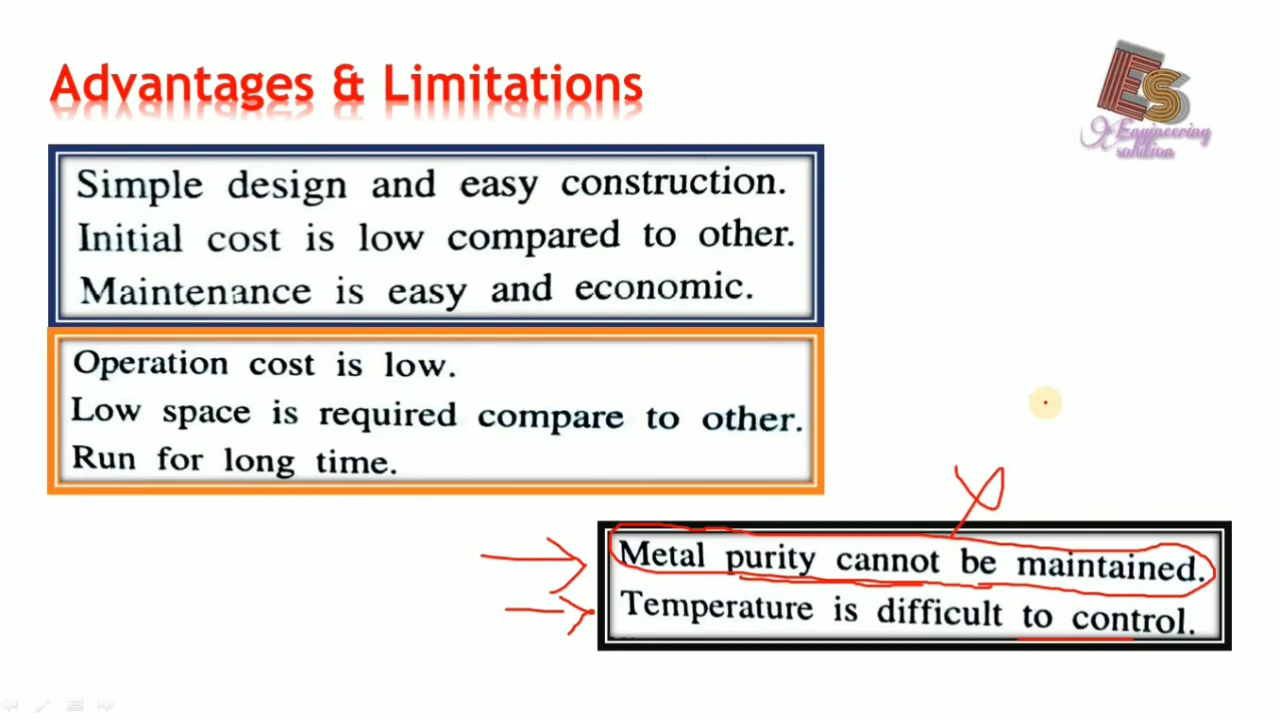 Advantages & Limitations
ES
Engineering
solution
Simple design and easy construction.
Initial cost is low compared to other.
Maintenance is easy and economic.
Operation cost is low.
Low space is required compare to other.
Run for long time.
Metal purity cannot be maintained.
Temperature is difficult to control.